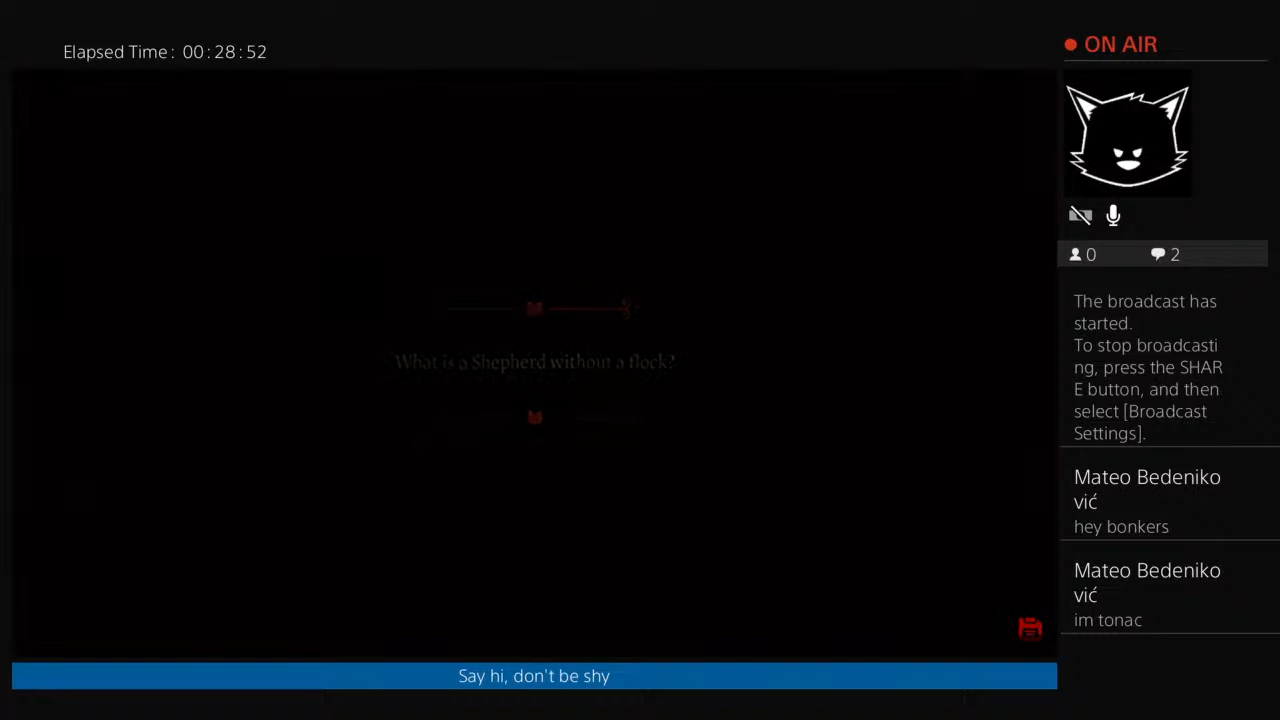 Elapsed Time: 00:28:52
ON AIR
0
2
The broadcast has
started.
To stop broadcasti
ng, press the SHAR
E button, and then
select [Broadcast
Settings].
Mateo Bedeniko
vić
hey bonkers
Mateo Bedeniko
vić
im tonac
What is a Shepherd without a flock?
Say hi, don't be shy